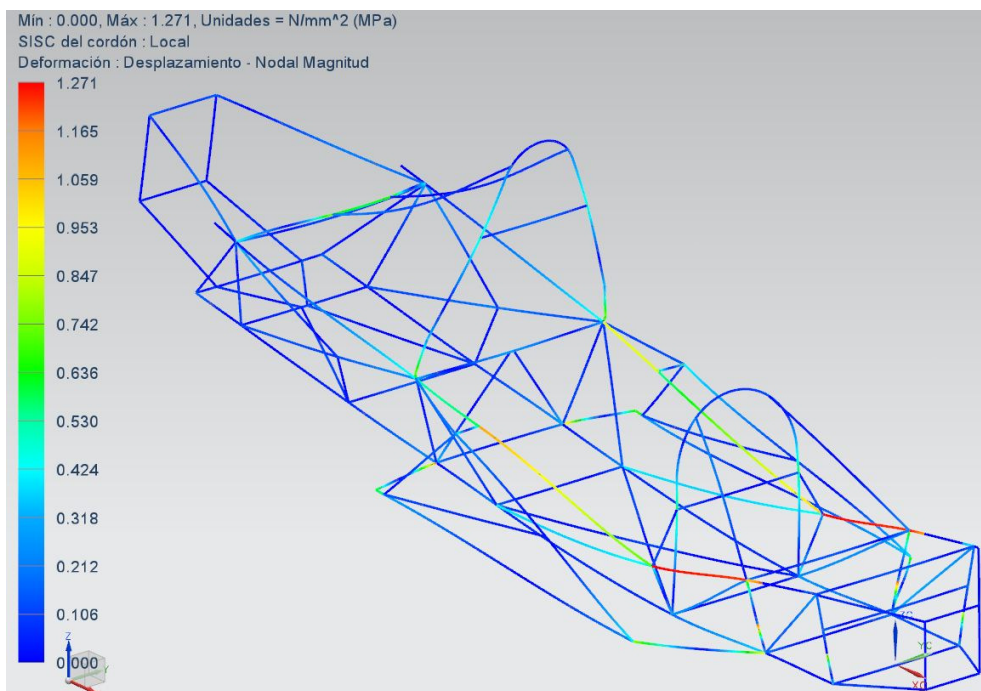 Mín : 0.000, Máx : 1.271, Unidades = N/mm^2 (MPa)
SISC del cordón : Local
Deformación : Desplazamiento - Nodal Magnitud
1.271
1.165
1.059
0.953
0.847
0.742
0.636
0.530
0.424
0.318
0.212
0.106
0.000
Z
Y
YC